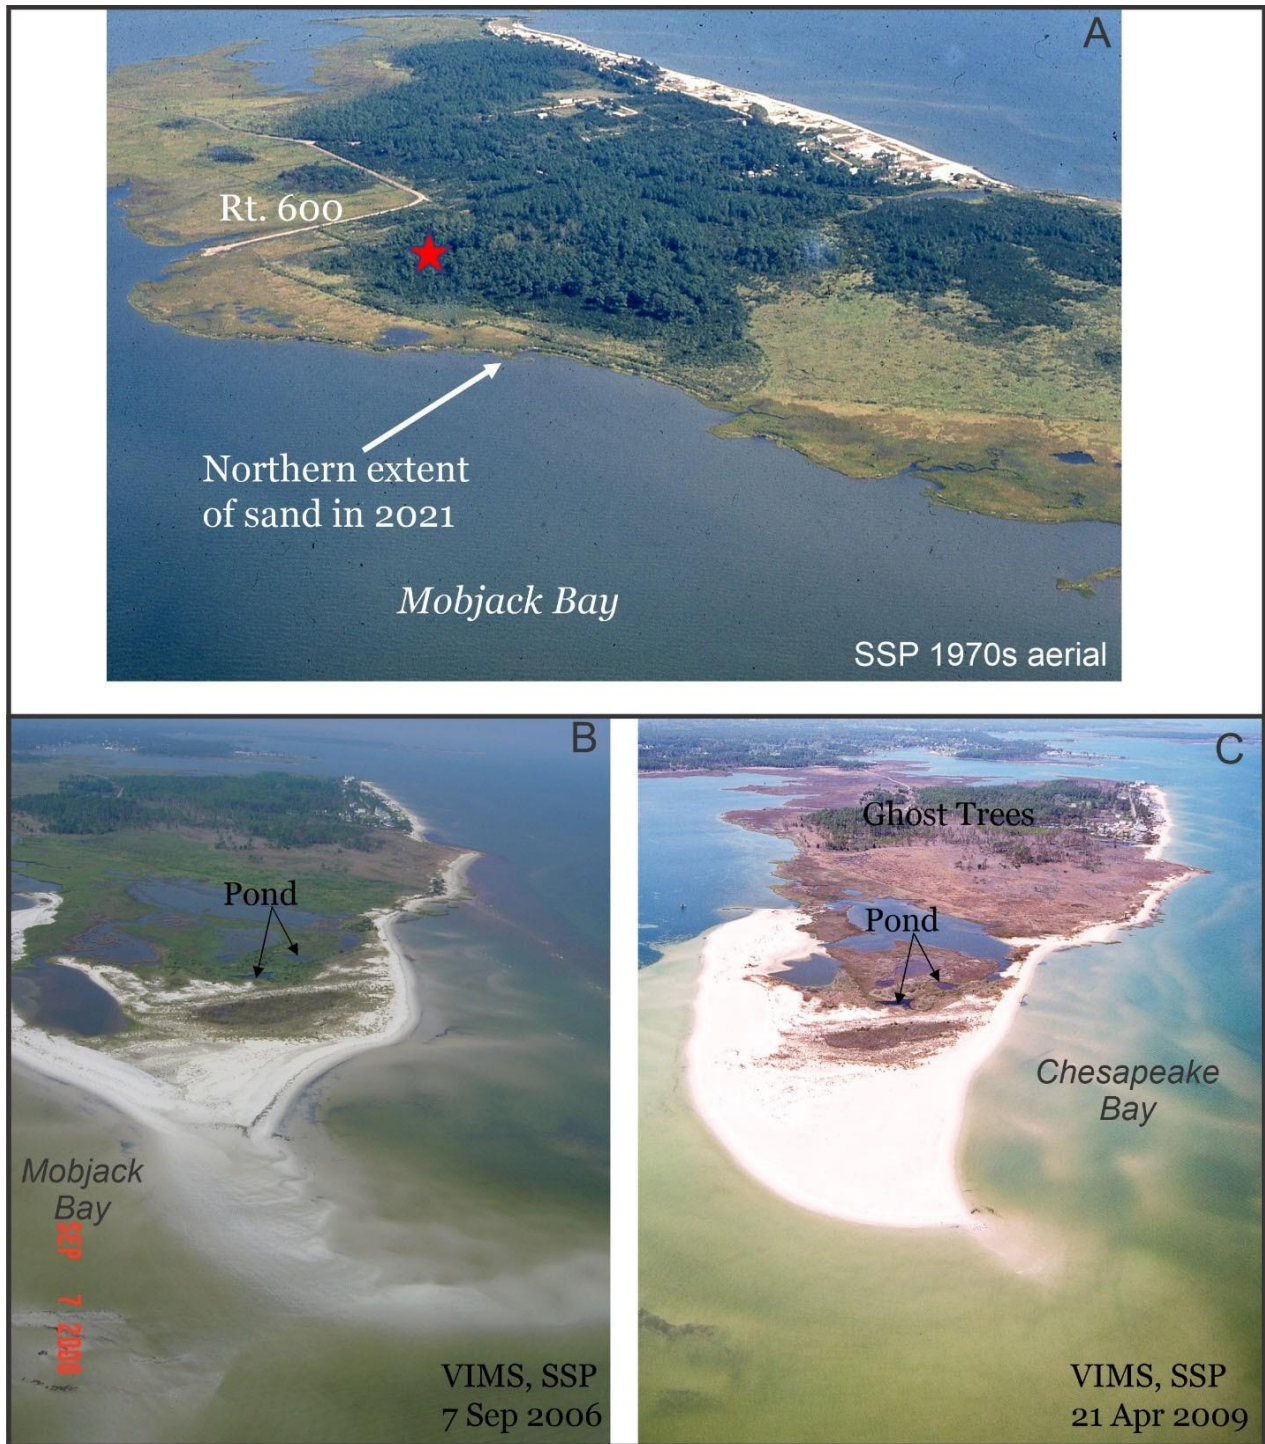 A
Rt. 600
Northern extent
of sand in 2021
Mobjack Bay
SSP 1970s aerial
B
Pond
Mobjack
Bay
SEP 7 2006
VIMS, SSP
7 Sep 2006
C
Ghost Trees
Pond
Chesapeake
Bay
VIMS, SSP
21 Apr 2009